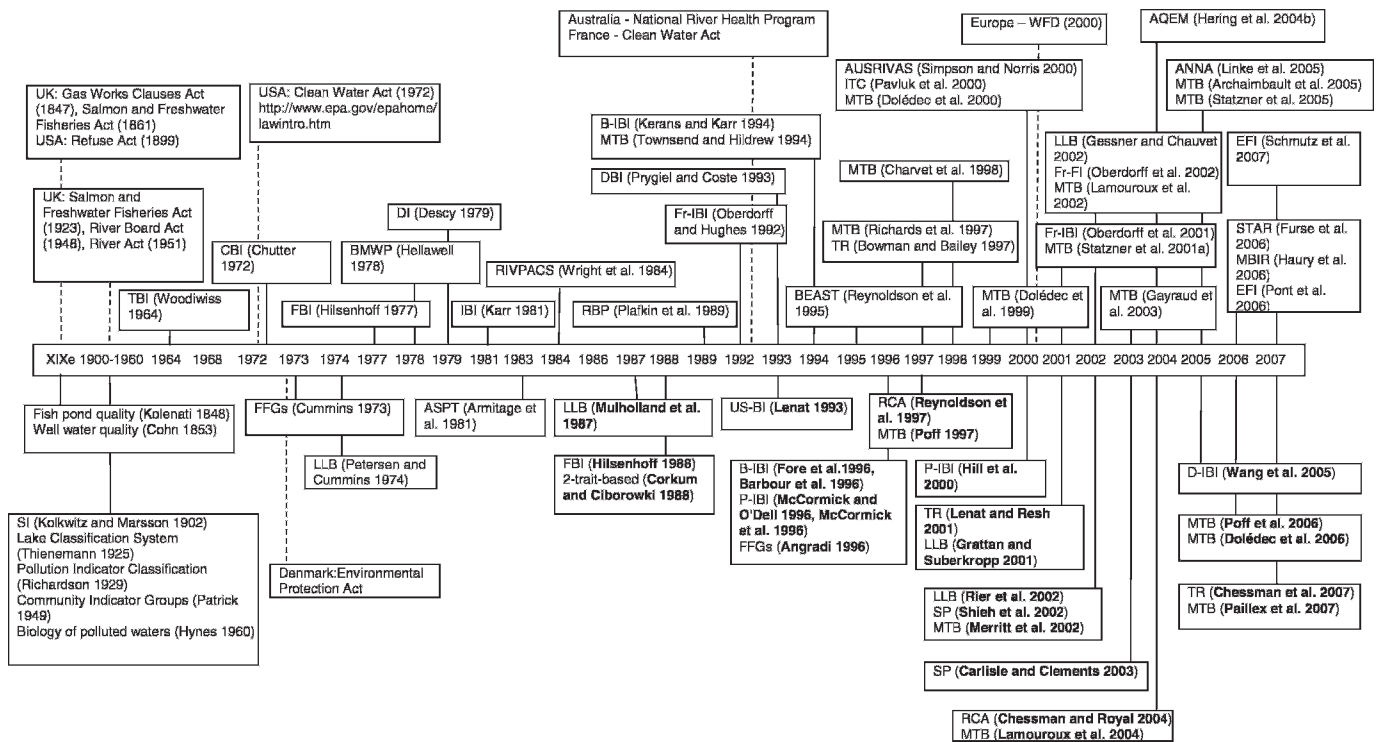 Australia - National River Health Program
France - Clean Water Act
Europe – WFD (2000)
AQEM (Hering et al. 2004b)
UK: Gas Works Clauses Act
(1847), Salmon and Freshwater
Fisheries Act (1861)
USA: Refuse Act (1899)
USA: Clean Water Act (1972)
http://www.epa.gov/epahome/
lawintro.htm
AUSRIVAS (Simpson and Norris 2000)
ITC (Pavluk et al. 2000)
MTB (Dolédec et al. 2000)
ANNA (Linke et al. 2005)
MTB (Archaimbault et al. 2005)
MTB (Statzner et al. 2005)
B-IBI (Kerans and Karr 1994)
MTB (Townsend and Hildrew 1994)
LLB (Gessner and Chauvet
2002)
Fr-FI (Oberdorff et al. 2002)
MTB (Lamouroux et al.
2002)
EFI (Schmutz et al.
2007)
DBI (Prygiel and Coste 1993)
MTB (Charvet et al. 1998)
UK: Salmon and
Freshwater Fisheries Act
(1923), River Board Act
(1948), River Act (1951)
DI (Descy 1979)
Fr-IBI (Oberdorff
and Hughes 1992)
MTB (Richards et al. 1997)
TR (Bowman and Bailey 1997)
Fr-IBI (Oberdorff et al. 2001)
MTB (Statzner et al. 2001a)
STAR (Furse et al.
2006)
MBIR (Haury et al.
2006)
EFI (Pont et al.
2006)
CBI (Chutter
1972)
BMWP (Hellawell
1978)
RIVPACS (Wright et al. 1984)
TBI (Woodiwiss
1964)
FBI (Hilsenhoff 1977)
IBI (Karr 1981)
RBP (Plafkin et al. 1989)
BEAST (Reynoldson et al.
1995)
MTB (Dolédec et
al. 1999)
MTB (Gayraud et
al. 2003)
XIXe 1900-1960 1964 1968 1972 1973 1974 1977 1978 1979 1981 1983 1984 1986 1987 1988 1989 1992 1993 1994 1995 1996 1997 1998 1999 2000 2001 2002 2003 2004 2005 2006 2007
Fish pond quality (Kolenati 1848)
Well water quality (Cohn 1853)
FFGs (Cummins 1973)
ASPT (Armitage et
al. 1981)
LLB (Mulholland et al.
1987)
US-BI (Lenat 1993)
RCA (Reynoldson et
al. 1997)
MTB (Poff 1997)
LLB (Petersen and
Cummins 1974)
FBI (Hilsenhoff 1988)
2-trait-based (Corkum
and Ciborowki 1988)
B-IBI (Fore et al.1996,
Barbour et al. 1996)
P-IBI (McCormick and
O'Dell 1996, McCormick
et al. 1996)
FFGs (Angradi 1996)
P-IBI (Hill et al.
2000)
D-IBI (Wang et al. 2005)
SI (Kolkwitz and Marsson 1902)
Lake Classification System
(Thienemann 1925)
Pollution Indicator Classification
(Richardson 1929)
Community Indicator Groups (Patrick
1949)
Biology of polluted waters (Hynes 1960)
TR (Lenat and Resh
2001)
LLB (Grattan and
Suberkropp 2001)
MTB (Poff et al. 2006)
MTB (Dolédec et al. 2006)
Denmark:Environmental
Protection Act
LLB (Rier et al. 2002)
SP (Shieh et al. 2002)
MTB (Merritt et al. 2002)
TR (Chessman et al. 2007)
MTB (Paillex et al. 2007)
SP (Carlisle and Clements 2003)
RCA (Chessman and Royal 2004)
MTB (Lamouroux et al. 2004)